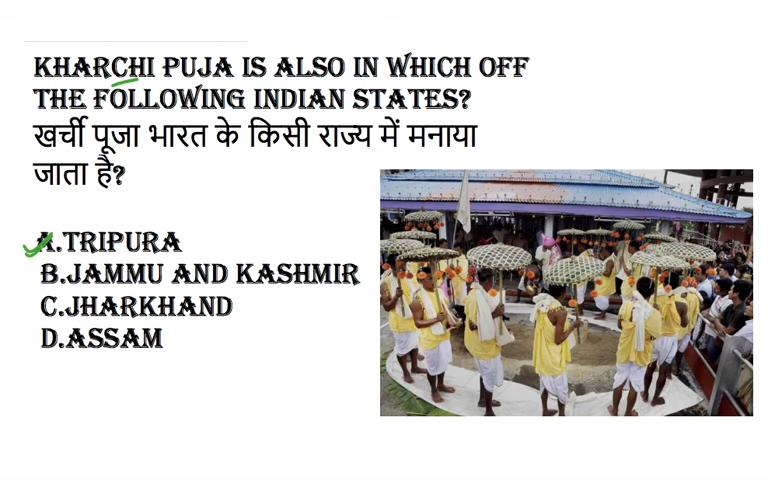 KHARCHI PUJA IS ALSO IN WHICH OFF
THE FOLLOWING INDIAN STATES?
खर्ची पूजा भारत के किसी राज्य में मनाया
जाता है?
A.TRIPURA
B.JAMMU AND KASHMIR
C.JHARKHAND
D.ASSAM